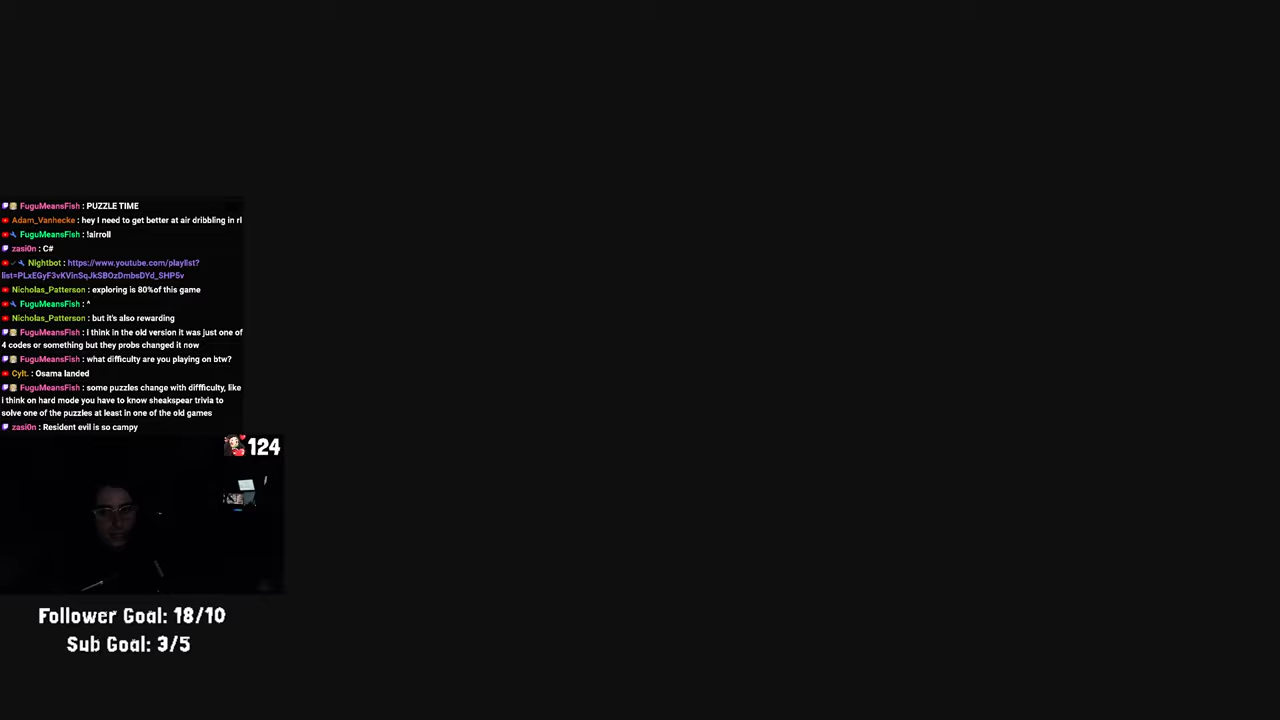 FuguMeansFish : PUZZLE TIME
Adam_Vanhecke : hey I need to get better at air dribbling in rl
FuguMeansFish : !airroll
zasi0n : C#
Nightbot : https://www.youtube.com/playlist?
list=PLxEGyF3vKVinSqJkSBOzDmbsDYd_SHP5v
Nicholas_Patterson : exploring is 80%of this game
FuguMeansFish : ^
Nicholas_Patterson : but it's also rewarding
FuguMeansFish : i think in the old version it was just one of
4 codes or something but they probs changed it now
FuguMeansFish : what difficulty are you playing on btw?
Cylt. : Osama landed
FuguMeansFish : some puzzles change with diffficulty, like
i think on hard mode you have to know sheakspear trivia to
solve one of the puzzles at least in one of the old games
zasi0n : Resident evil is so campy
124
Follower Goal: 18/10
Sub Goal: 3/5